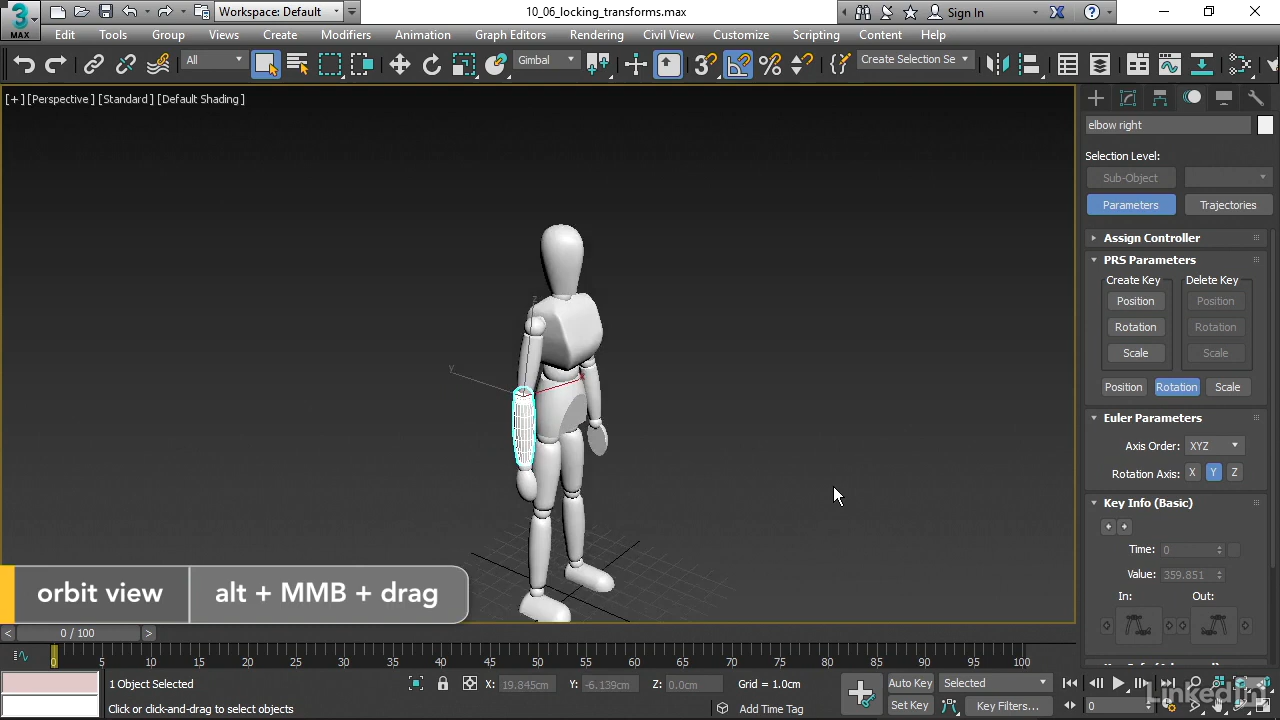 3
MAX
Workspace: Default
10_06_locking_transforms.max
Sign In
Edit Tools Group Views Create Modifiers Animation Graph Editors Rendering Civil View Customize Scripting Content Help
All
Gimbal
3
Create Selection Se
[+] [Perspective] [Standard] [Default Shading]
elbow right
Selection Level:
Sub-Object
Parameters Trajectories
Assign Controller
PRS Parameters
Create Key Delete Key
Position Position
Rotation Rotation
Scale Scale
Position Rotation Scale
Euler Parameters
Axis Order: XYZ
Rotation Axis: X Y Z
Key Info (Basic)
Time: 0
Value: 359.851
In: Out:
z
y
x
orbit view alt + MMB + drag
< 0 / 100 >
0 5 10 15 20 25 30 35 40 45 50 55 60 65 70 75 80 85 90 95 100
1 Object Selected
X: 19.845cm Y: -6.139cm Z: 0.0cm Grid = 1.0cm
Auto Key Selected
Click or click-and-drag to select objects
Add Time Tag
Set Key Key Filters...
0
LinkedIn